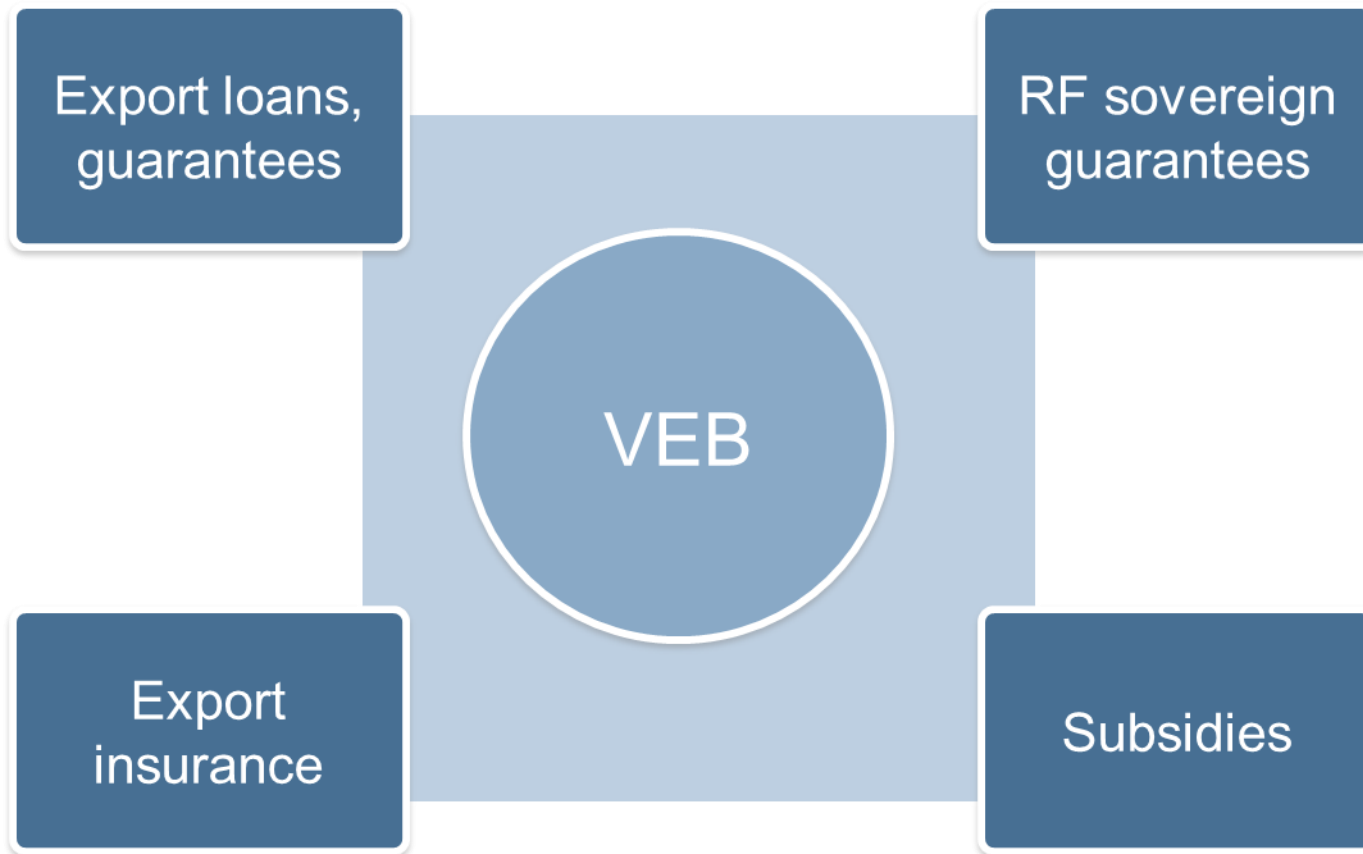 Export loans,
guarantees
RF sovereign
guarantees
VEB
Export
insurance
Subsidies